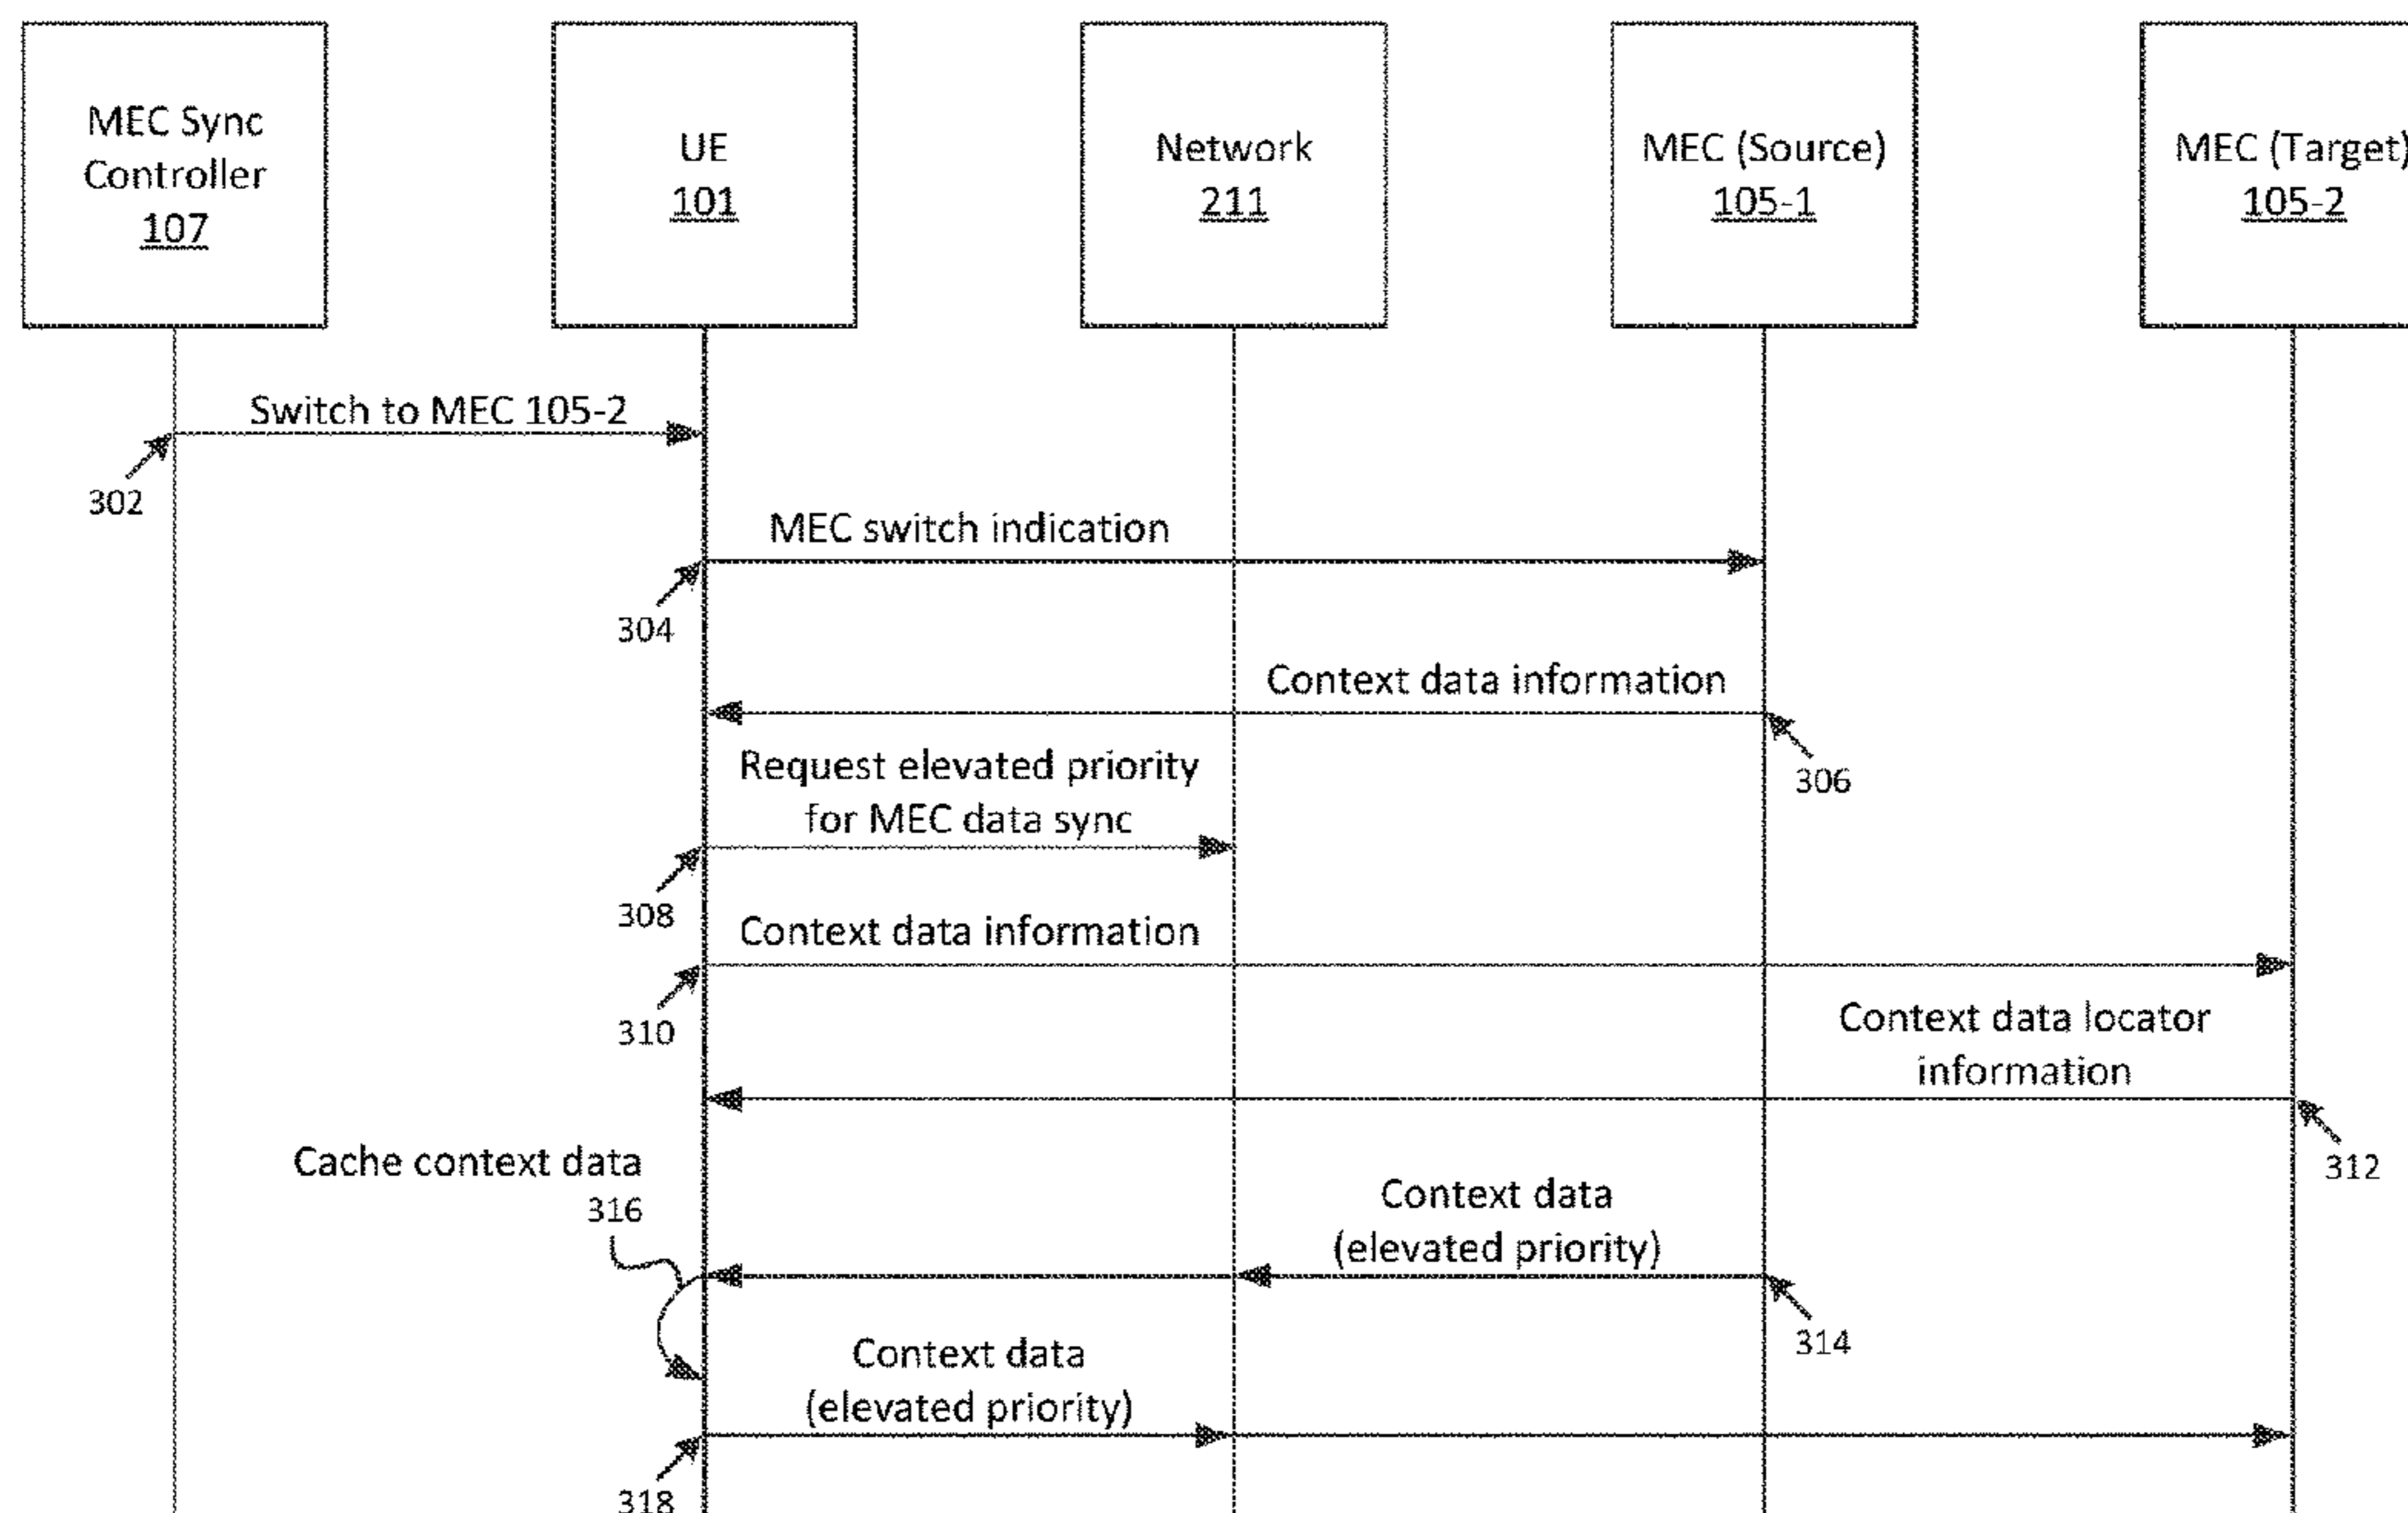 MEC Sync
Controller
107
UE
101
Network
211
MEC (Source)
105-1
MEC (Target)
105-2
Switch to MEC 105-2
302
MEC switch indication
304
Context data information
306
Request elevated priority
for MEC data sync
308
Context data information
310
Context data locator
information
312
Cache context data
316
Context data
(elevated priority)
314
Context data
(elevated priority)
318